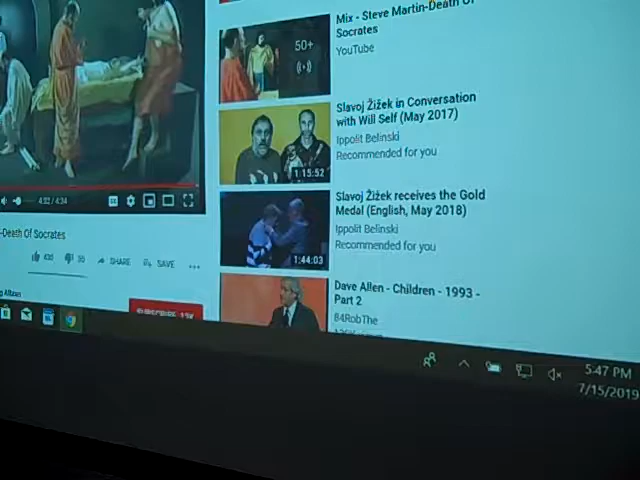 Mix - Steve Martin-Death Of
Socrates
YouTube
50+
Slavoj Žižek in Conversation
with Will Self (May 2017)
Ippolit Belinski
Recommended for you
1:15:52
Slavoj Žižek receives the Gold
Medal (English, May 2018)
Ippolit Belinski
Recommended for you
1:44:03
Dave Allen - Children - 1993 -
Part 2
84RobThe
4:32 / 4:34
-Death Of Socrates
SHARE
SAVE
SUBSCRIBE
5:47 PM
7/15/2019